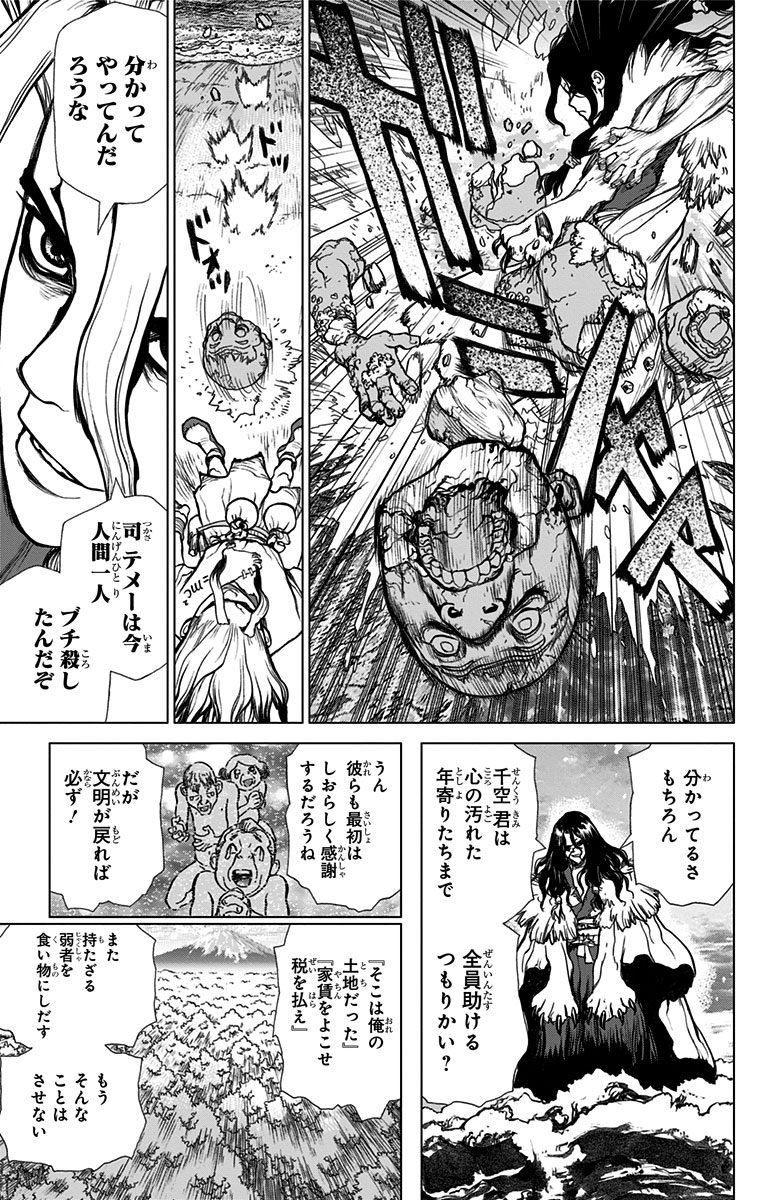 ドガガ
ガガガ
ドォッ
分かって
やってんだ
ろうな
司 テメーは今
人間一人
ブチ殺し
たんだぞ
分かってるさ
もちろん
千空君は
心の汚れた
年寄りたちまで
全員助ける
つもりかい?
うん
彼らも最初は
しおらしく感謝
するだろうね
だが
文明が戻れば
必ず!
『そこは俺の
土地だった』
『家賃をよこせ
税を払え』
また
持たざる
弱者を
食い物にしだす
もう
そんな
ことは
させない